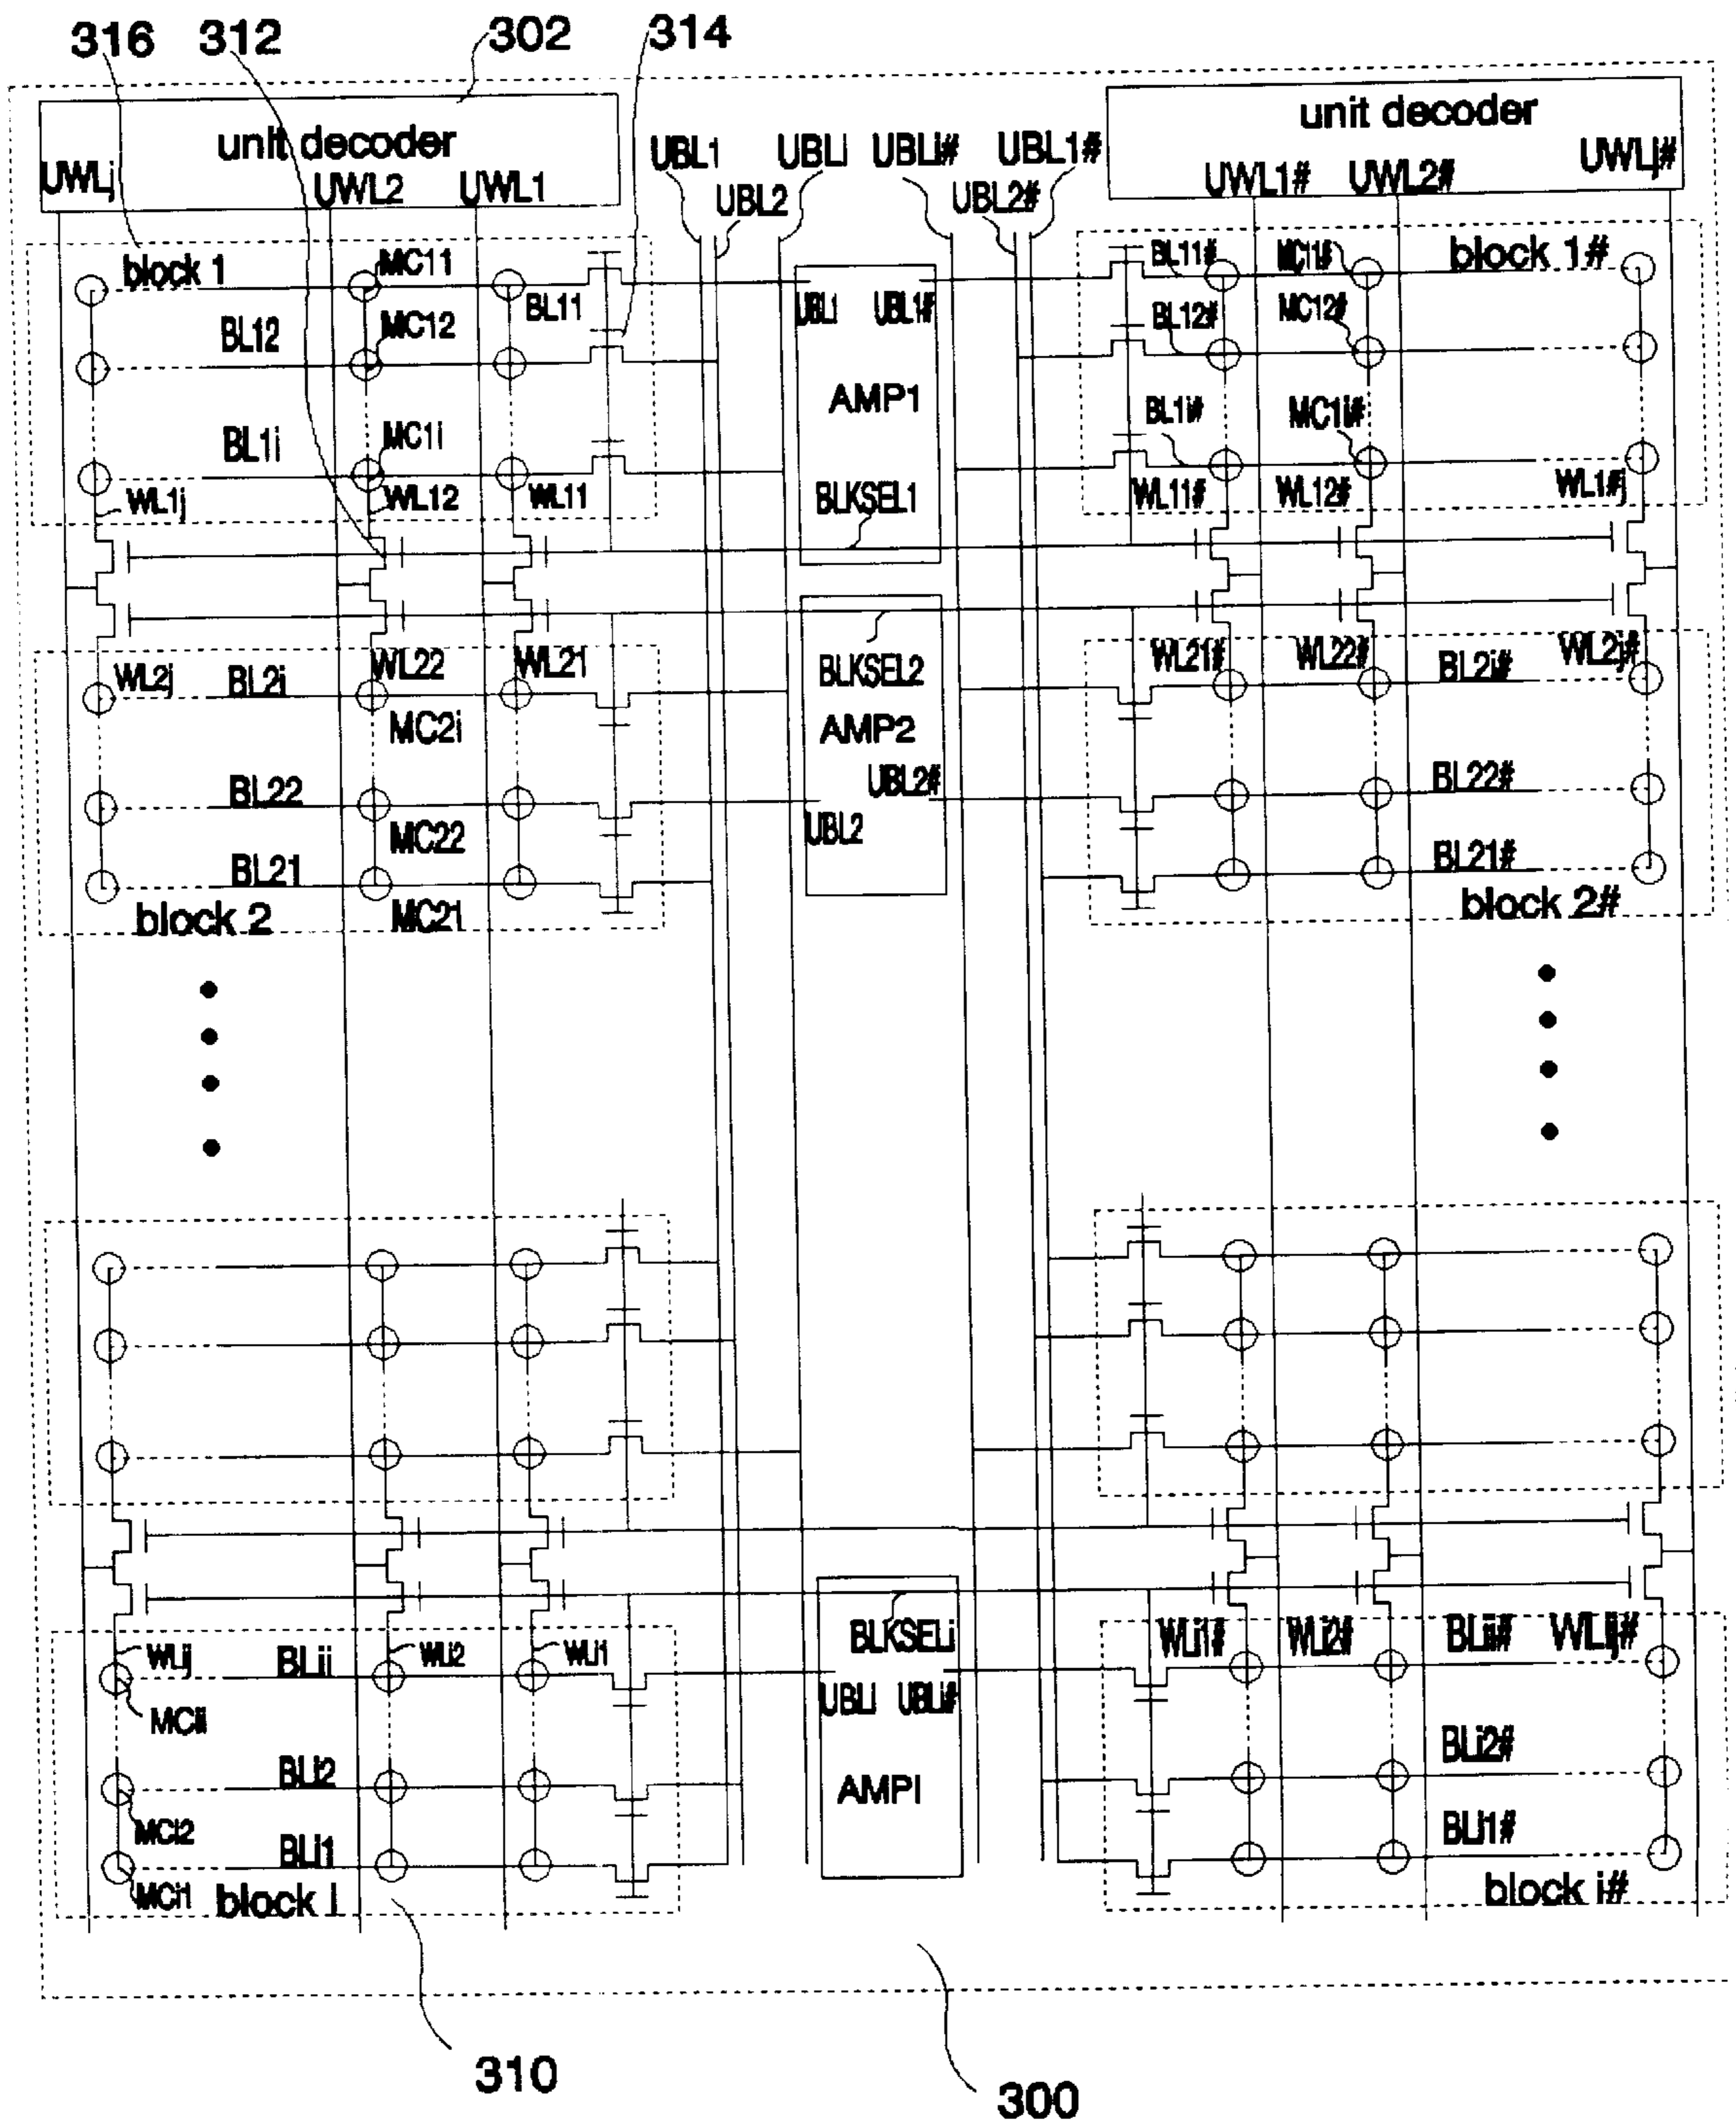 316 312 302 314
unit decoder
UWLj UWL2 UWL1
UBL1 UBL2 UBLi UBLi# UBL2# UBL1#
unit decoder
UWL1# UWL2# UWLj#
block 1 MC11 BL11
BL12 MC12
BL1i MC1i
WL1j WL12 WL11
UBL1 UBL1#
AMP1
BLKSEL1
BL11# MC11# block 1#
BL12# MC12#
BL1i# MC1i#
WL11# WL12# WL1#j
WL2j BL2i WL22 WL21
MC2i
BL22
MC22
BL21
block 2 MC21
BLKSEL2
AMP2
UBL2#
UBL2
WL21# WL22# BL2i# WL2j#
BL22#
BL21#
block 2#
WLij BLii WLi2 WLi1
MCii
BLi2
MCi2
BLi1
MCi1 block i
BLKSELi
UBLi UBLi#
AMPi
WLi1# WLi2# BLii# WLij#
BLi2#
BLi1#
block i#
310 300